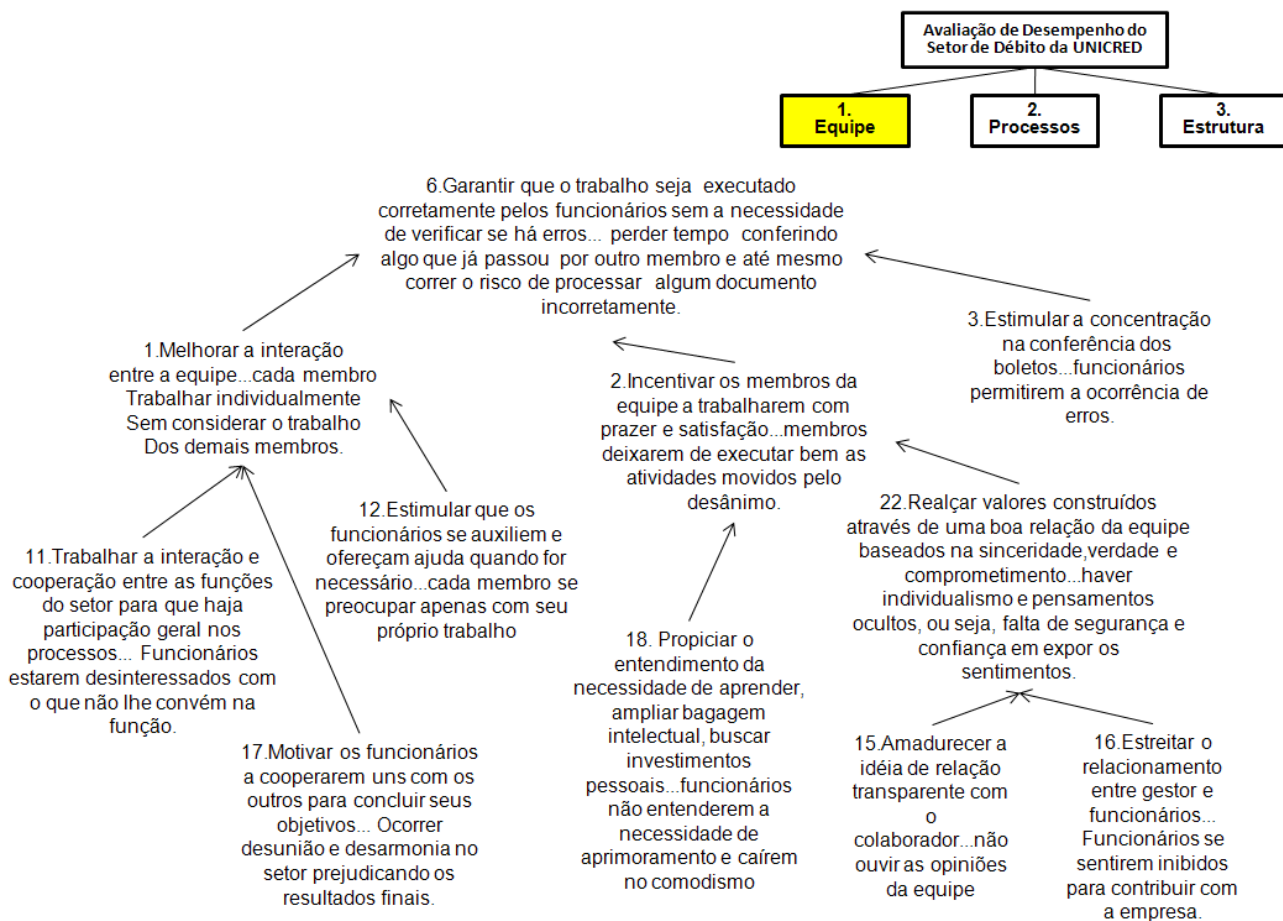 Avaliação de Desempenho do
Setor de Débito da UNICRED
1.
Equipe
2.
Processos
3.
Estrutura
6.Garantir que o trabalho seja executado
corretamente pelos funcionários sem a necessidade
de verificar se há erros... perder tempo conferindo
algo que já passou por outro membro e até mesmo
correr o risco de processar algum documento
incorretamente.
1.Melhorar a interação
entre a equipe...cada membro
Trabalhar individualmente
Sem considerar o trabalho
Dos demais membros.
2.Incentivar os membros da
equipe a trabalharem com
prazer e satisfação...membros
deixarem de executar bem as
atividades movidos pelo
desânimo.
3.Estimular a concentração
na conferência dos
boletos...funcionários
permitirem a ocorrência de
erros.
11.Trabalhar a interação e
cooperação entre as funções
do setor para que haja
participação geral nos
processos... Funcionários
estarem desinteressados com
o que não lhe convém na
função.
12.Estimular que os
funcionários se auxiliem e
ofereçam ajuda quando for
necessário...cada membro se
preocupar apenas com seu
próprio trabalho
22.Realçar valores construídos
através de uma boa relação da equipe
baseados na sinceridade,verdade e
comprometimento...haver
individualismo e pensamentos
ocultos, ou seja, falta de segurança e
confiança em expor os
sentimentos.
17.Motivar os funcionários
a cooperarem uns com os
outros para concluir seus
objetivos... Ocorrer
desunião e desarmonia no
setor prejudicando os
resultados finais.
18. Propiciar o
entendimento da
necessidade de aprender,
ampliar bagagem
intelectual, buscar
investimentos
pessoais...funcionários
não entenderem a
necessidade de
aprimoramento e caírem
no comodismo
15.Amadurecer a
idéia de relação
transparente com
o
colaborador...não
ouvir as opiniões
da equipe
16.Estreitar o
relacionamento
entre gestor e
funcionários...
Funcionários se
sentirem inibidos
para contribuir com
a empresa.